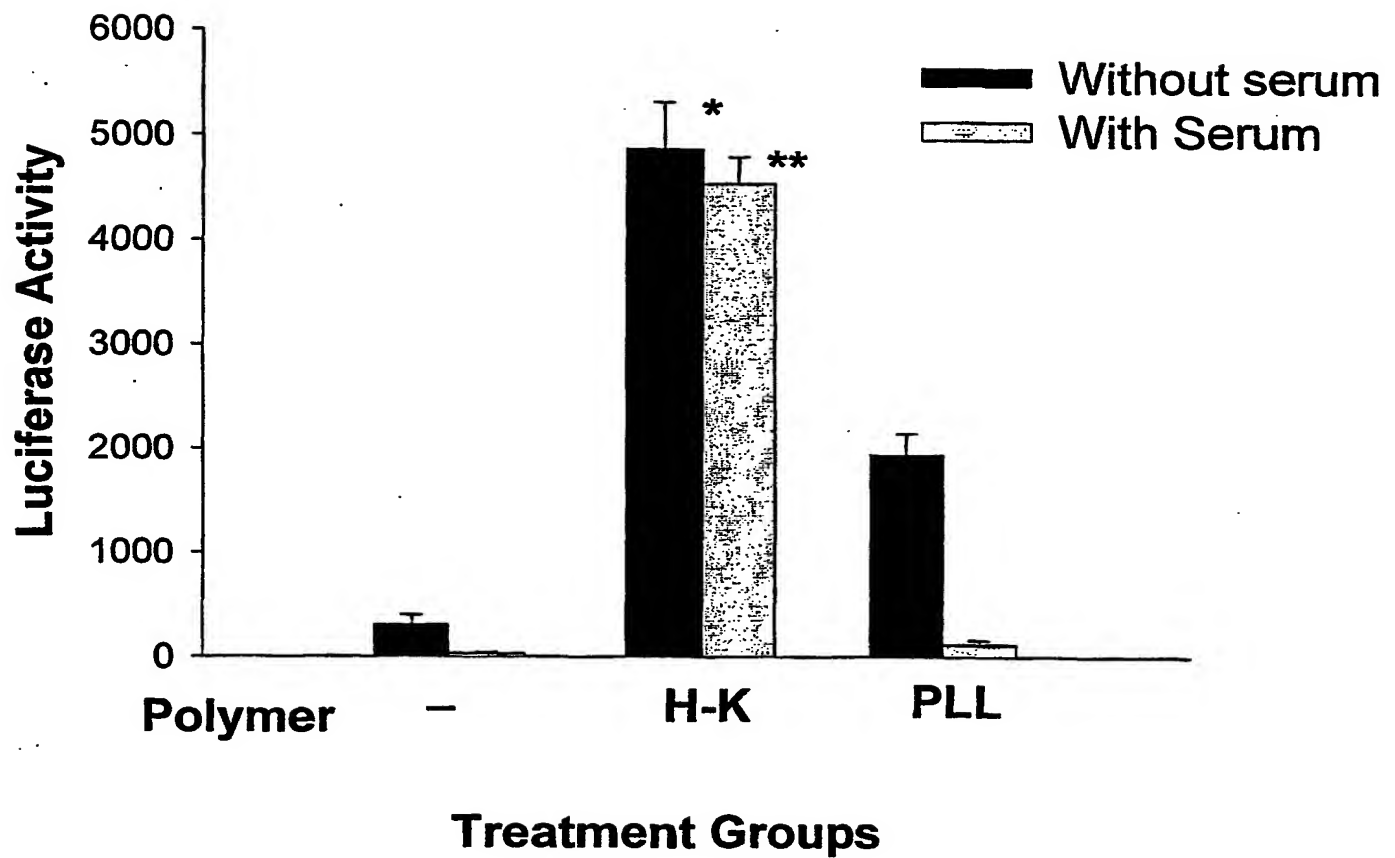 6000
5000
4000
3000
2000
1000
0
Luciferase Activity
Without serum
With Serum
*
**
Polymer – H-K PLL
Treatment Groups